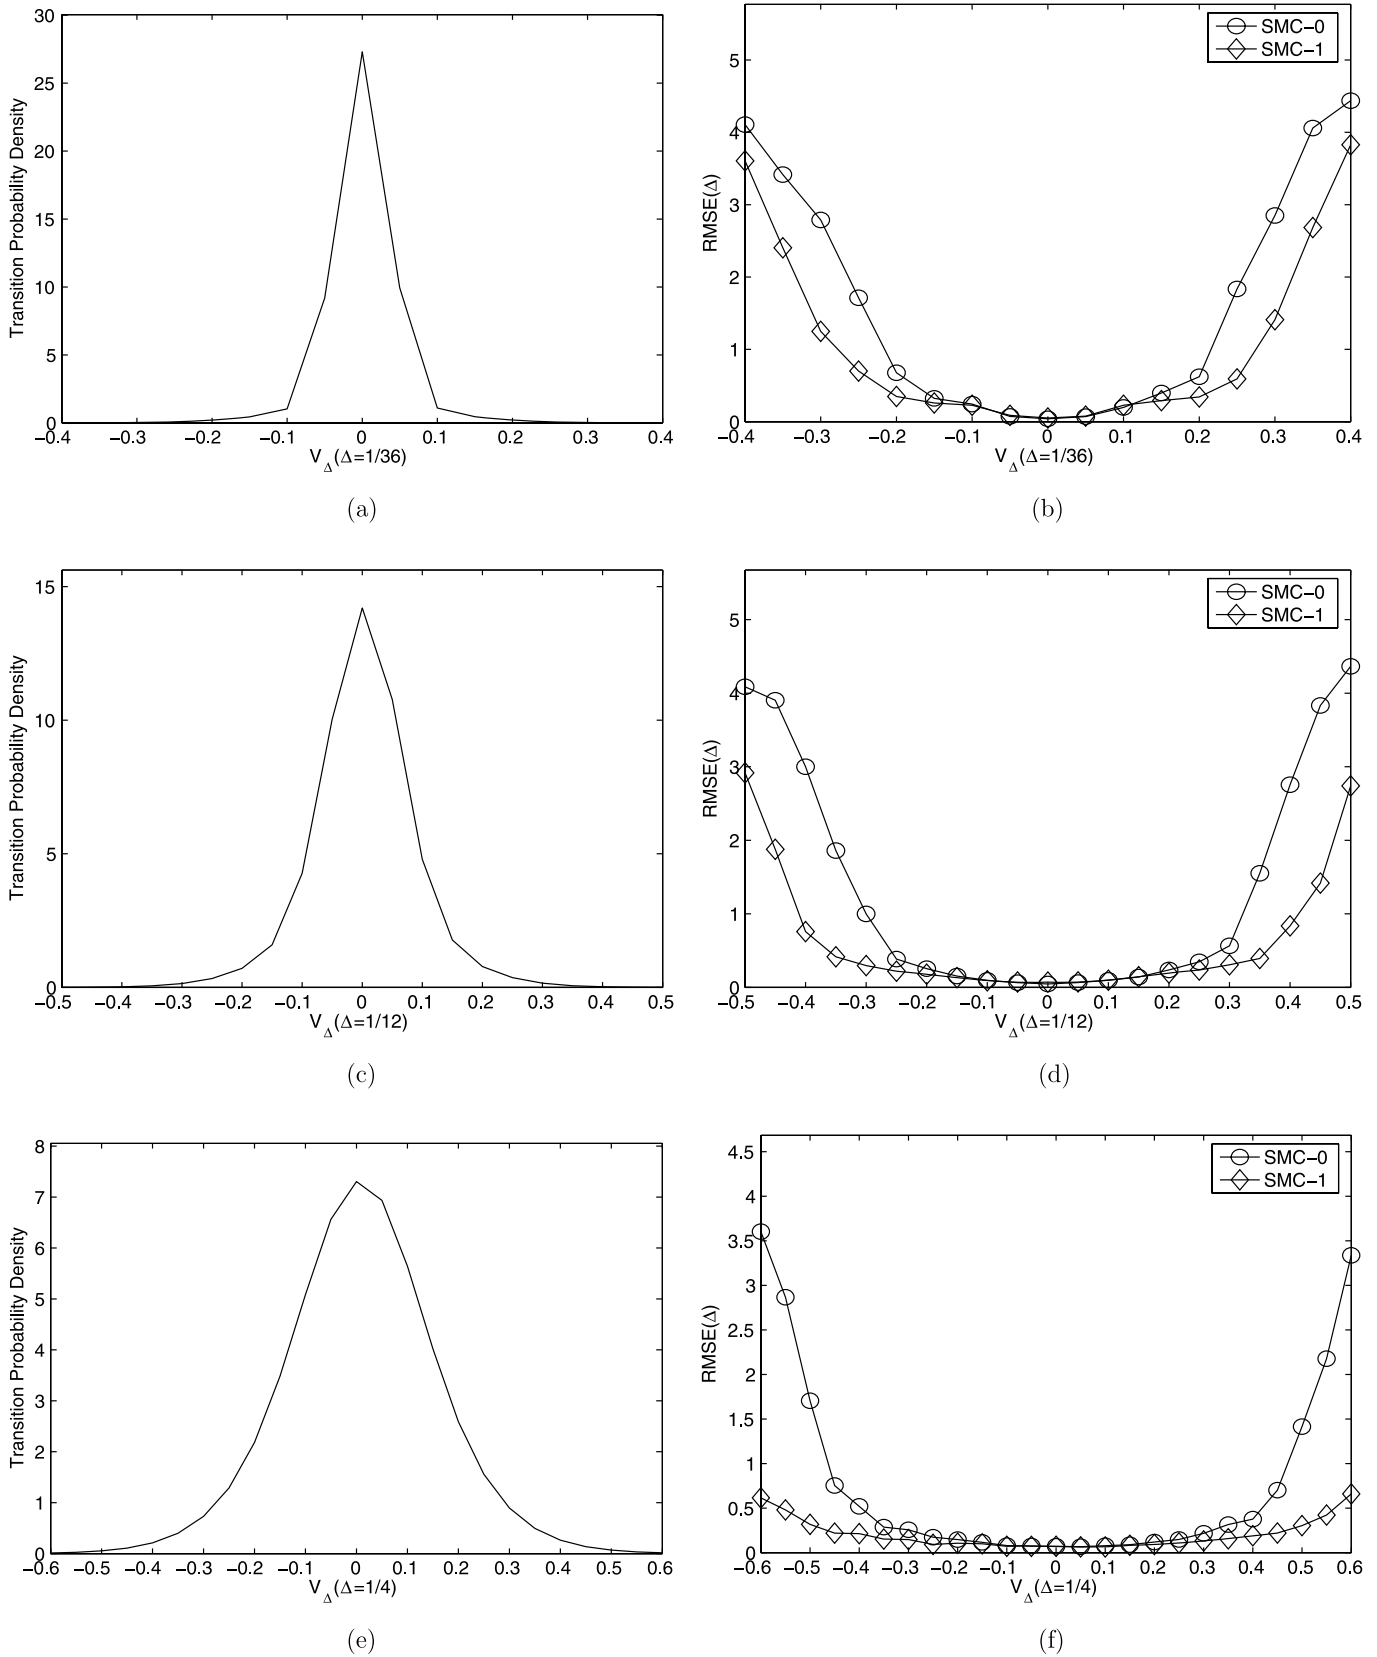 30
25
20
15
10
5
0
Transition Probability Density
−0.4 −0.3 −0.2 −0.1 0 0.1 0.2 0.3 0.4
V_Δ(Δ=1/36)
(a)
SMC−0
SMC−1
5
4
3
2
1
0
RMSE(Δ)
−0.4 −0.3 −0.2 −0.1 0 0.1 0.2 0.3 0.4
V_Δ(Δ=1/36)
(b)
15
10
5
0
Transition Probability Density
−0.5 −0.4 −0.3 −0.2 −0.1 0 0.1 0.2 0.3 0.4 0.5
V_Δ(Δ=1/12)
(c)
SMC−0
SMC−1
5
4
3
2
1
0
RMSE(Δ)
−0.5 −0.4 −0.3 −0.2 −0.1 0 0.1 0.2 0.3 0.4 0.5
V_Δ(Δ=1/12)
(d)
8
7
6
5
4
3
2
1
0
Transition Probability Density
−0.6 −0.5 −0.4 −0.3 −0.2 −0.1 0 0.1 0.2 0.3 0.4 0.5 0.6
V_Δ(Δ=1/4)
(e)
SMC−0
SMC−1
4.5
4
3.5
3
2.5
2
1.5
1
0.5
0
RMSE(Δ)
−0.6 −0.5 −0.4 −0.3 −0.2 −0.1 0 0.1 0.2 0.3 0.4 0.5 0.6
V_Δ(Δ=1/4)
(f)